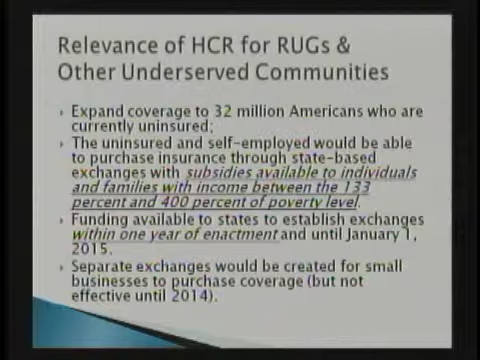 Relevance of HCR for RUGs &
Other Underserved Communities
Expand coverage to 32 million Americans who are
currently uninsured;
The uninsured and self-employed would be able
to purchase insurance through state-based
exchanges with subsidies available to individuals
and families with income between the 133
percent and 400 percent of poverty level.
Funding available to states to establish exchanges
within one year of enactment and until January 1,
2015.
Separate exchanges would be created for small
businesses to purchase coverage (but not
effective until 2014).